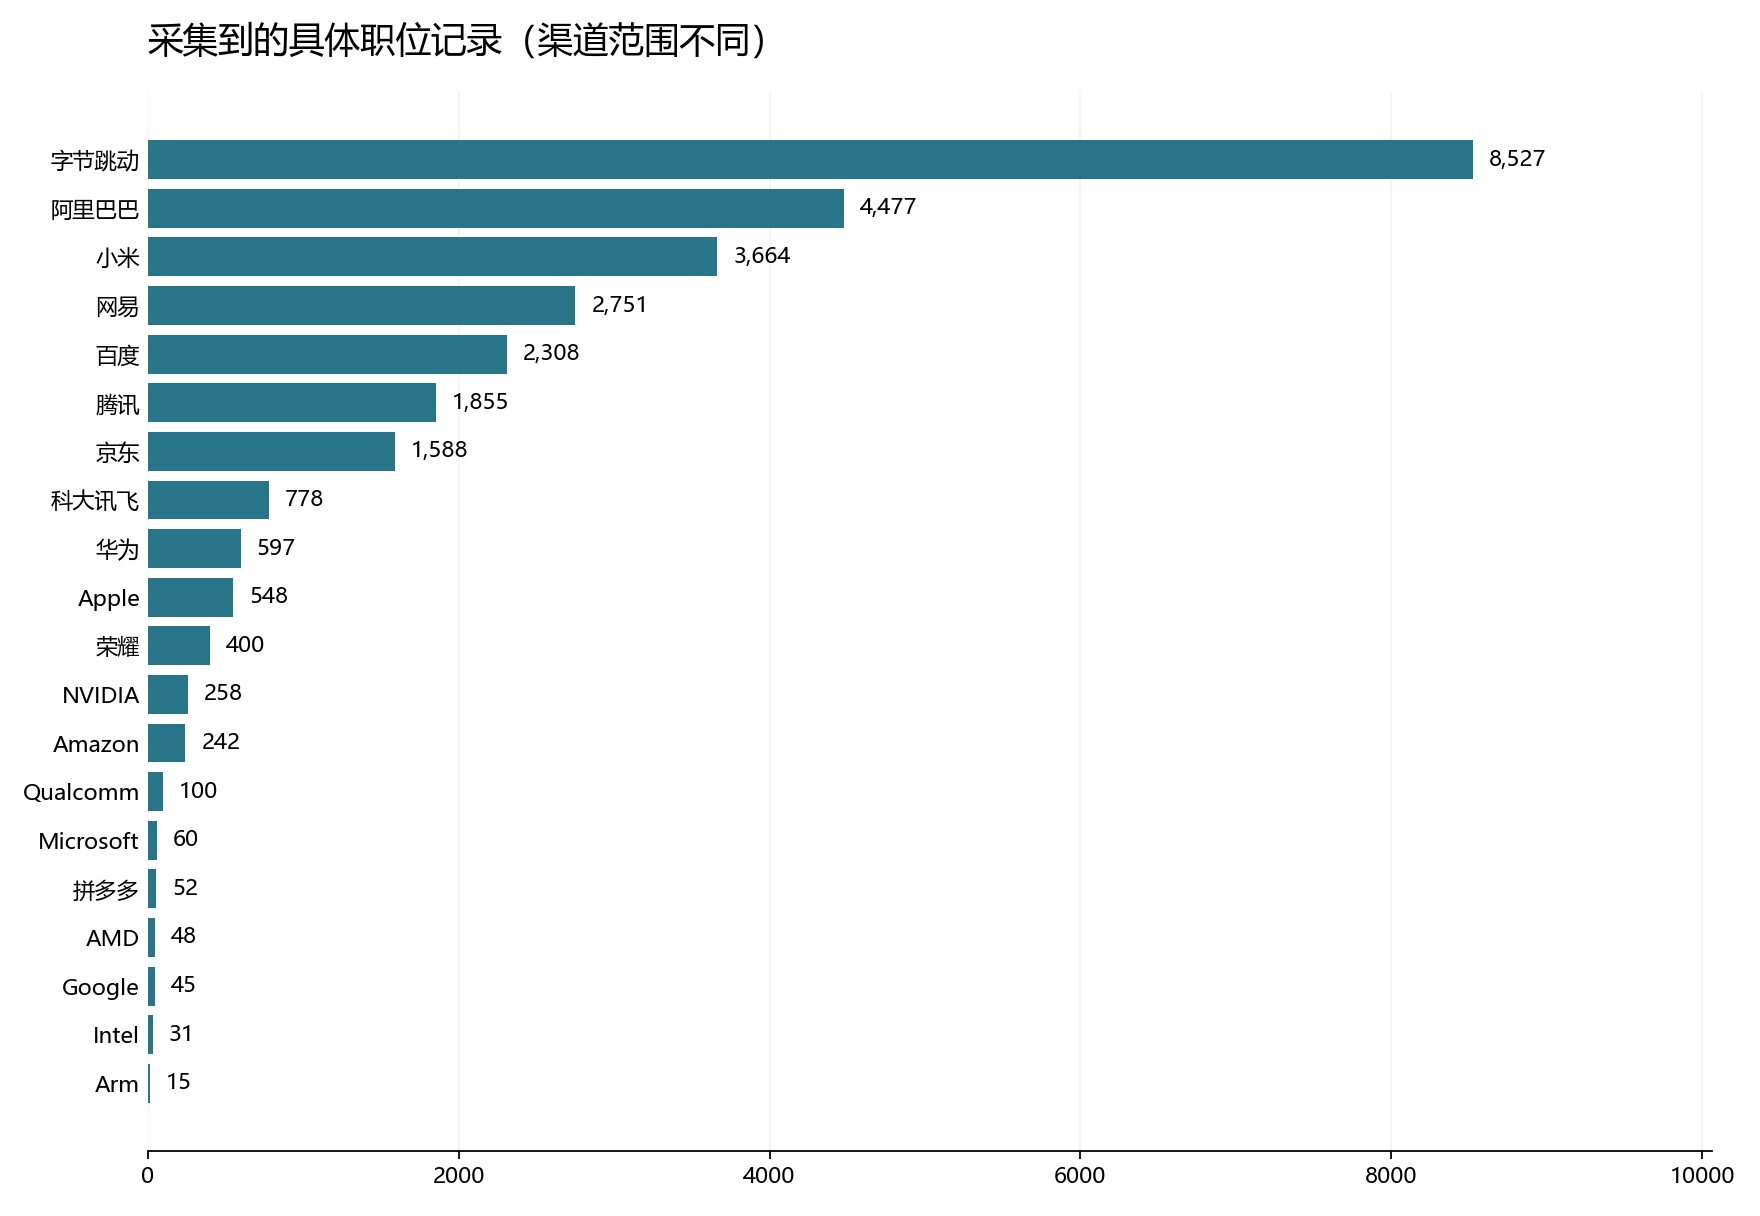 采集到的具体职位记录（渠道范围不同）
字节跳动 8,527
阿里巴巴 4,477
小米 3,664
网易 2,751
百度 2,308
腾讯 1,855
京东 1,588
科大讯飞 778
华为 597
Apple 548
荣耀 400
NVIDIA 258
Amazon 242
Qualcomm 100
Microsoft 60
拼多多 52
AMD 48
Google 45
Intel 31
Arm 15
0 2000 4000 6000 8000 10000